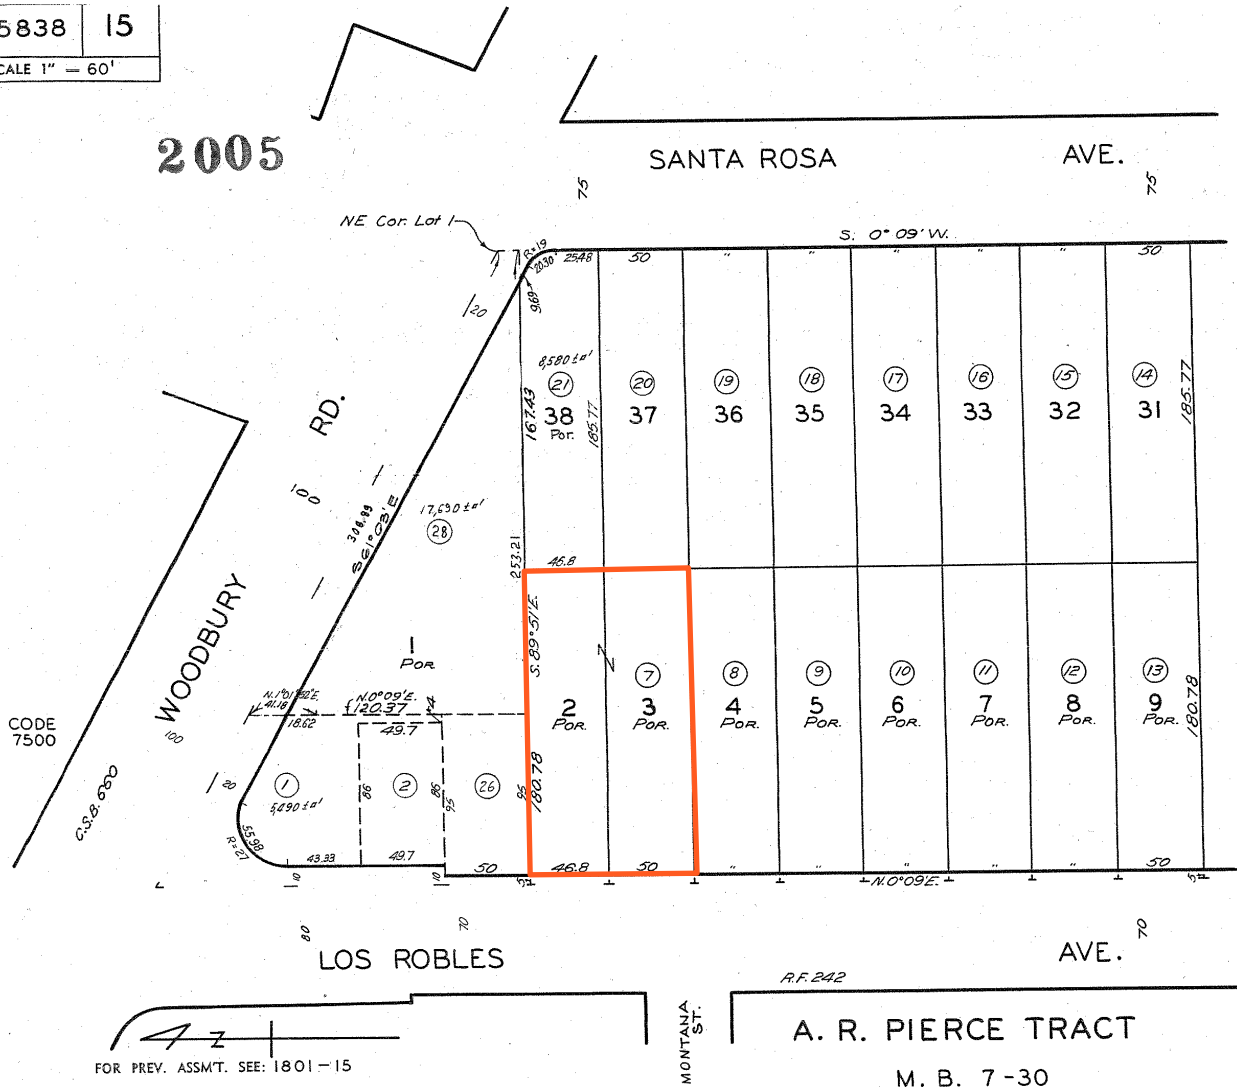 5838 15
CALE 1" = 60'
2005
SANTA ROSA AVE.
75 75
NE Cor. Lot 1
S. 0° 09' W.
R=19
20.30
25.48 50 " " " " 50
9.69
20
8,580±□'
21 20 19 18 17 16 15 14
38 37 36 35 34 33 32 31
Por.
167.43
185.77
185.77
RD.
100
306.99
S 61° 03' E
17,690±□'
28
253.21
46.8
S. 89° 51' E.
WOODBURY
1
POR
N
7 8 9 10 11 12 13
2 3 4 5 6 7 8 9
POR. POR. POR. POR. POR. POR. POR. POR.
180.78
N. 1° 01' 52" E.
41.18
18.62
N. 0° 09' E.
120.37
4
49.7
CODE
7500
100
C.S.B. 660
20
1 2 26
5,490±□'
86 86 95 95
180.78
55.98
R=27
43.33 49.7 50 46.8 50 " " " " " 50
10 10 5 5
N. 0° 09' E.
80 70 70
LOS ROBLES AVE.
R.F. 242
MONTANA
ST.
N
A. R. PIERCE TRACT
M. B. 7-30
FOR PREV. ASSM'T. SEE: 1801-15